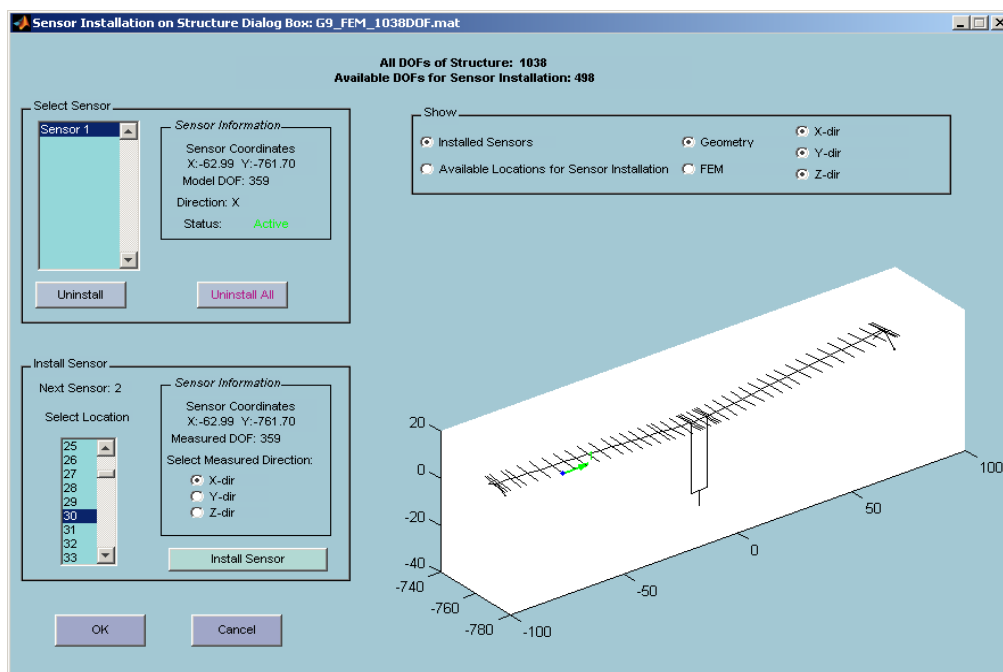 Sensor Installation on Structure Dialog Box: G9_FEM_1038DOF.mat
All DOFs of Structure: 1038
Available DOFs for Sensor Installation: 498
Select Sensor
Sensor 1
Sensor Information
Sensor Coordinates
X:-62.99 Y:-761.70
Model DOF: 359
Direction: X
Status: Active
Uninstall
Uninstall All
Show
Installed Sensors
Available Locations for Sensor Installation
Geometry
FEM
X-dir
Y-dir
Z-dir
Install Sensor
Next Sensor: 2
Select Location
25
26
27
28
29
30
31
32
33
Sensor Information
Sensor Coordinates
X:-62.99 Y:-761.70
Measured DOF: 359
Select Measured Direction:
X-dir
Y-dir
Z-dir
Install Sensor
OK
Cancel
20
0
-20
-40
-740
-760
-780
-100
-50
0
50
100